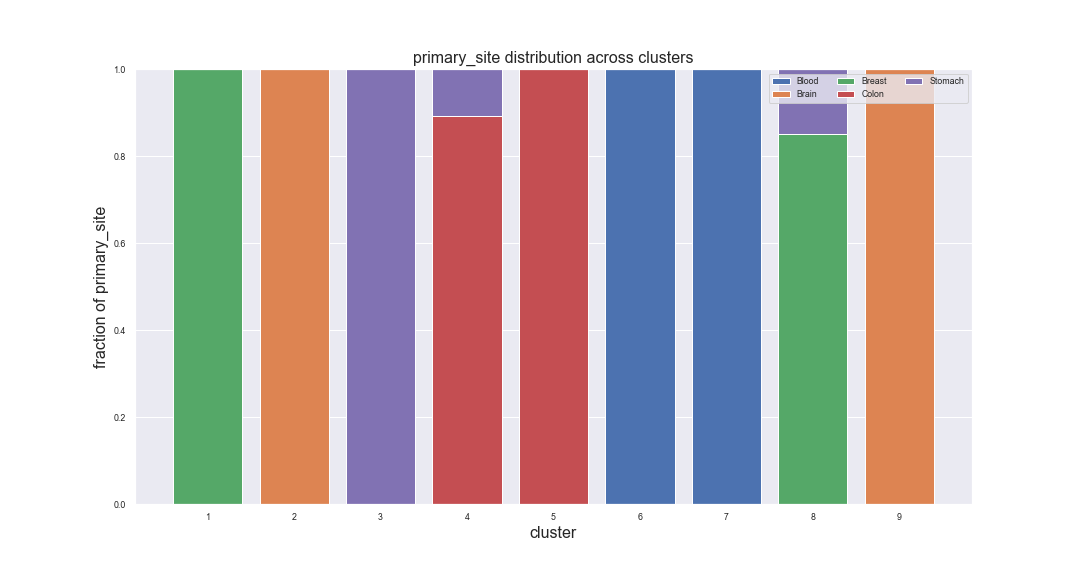 primary_site distribution across clusters
Blood Breast Stomach
Brain Colon
fraction of primary_site
1.0
0.8
0.6
0.4
0.2
0.0
1 2 3 4 5 6 7 8 9
cluster